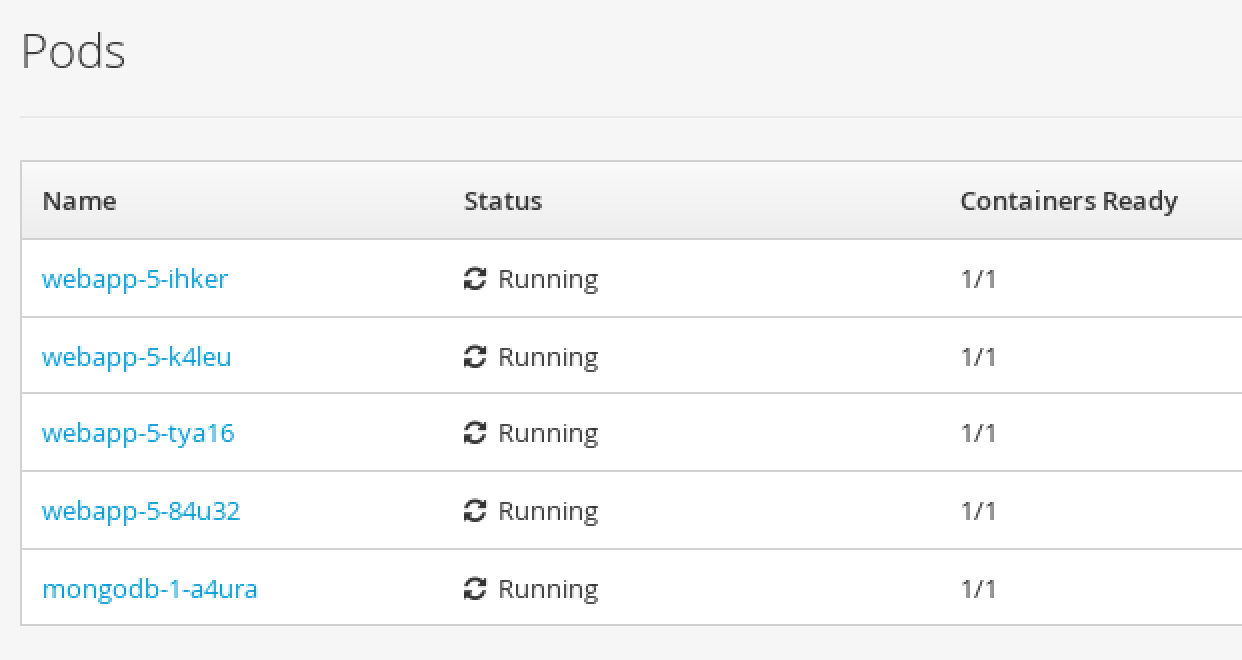 Pods
Name Status Containers Ready
webapp-5-ihker Running 1/1
webapp-5-k4leu Running 1/1
webapp-5-tya16 Running 1/1
webapp-5-84u32 Running 1/1
mongodb-1-a4ura Running 1/1